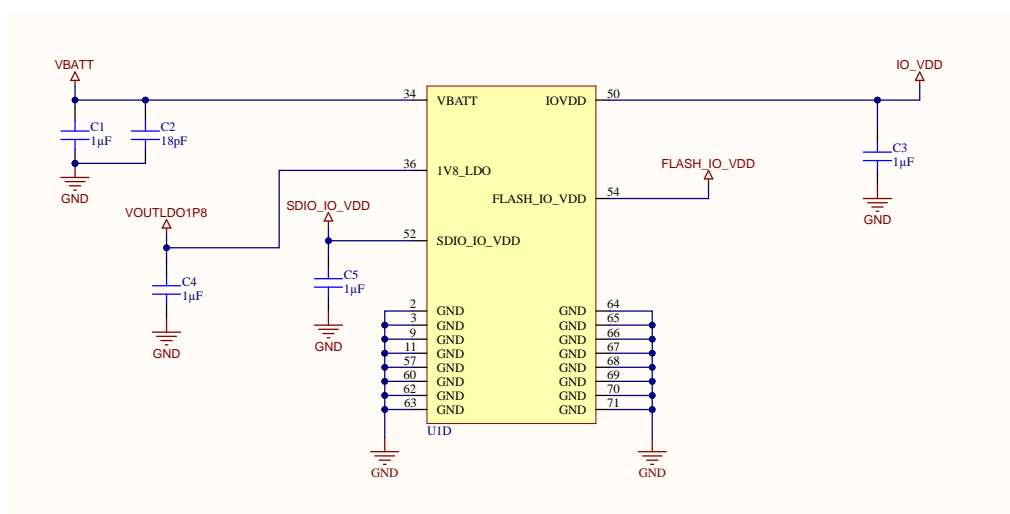 VBATT
IO_VDD
34
VBATT
IOVDD
50
C1
1µF
C2
18pF
C3
1µF
GND
36
1V8_LDO
FLASH_IO_VDD
54
FLASH_IO_VDD
GND
VOUTLDO1P8
SDIO_IO_VDD
52
SDIO_IO_VDD
C4
1µF
C5
1µF
GND
GND
2 GND
3 GND
9 GND
11 GND
57 GND
60 GND
62 GND
63 GND
GND 64
GND 65
GND 66
GND 67
GND 68
GND 69
GND 70
GND 71
U1D
GND
GND